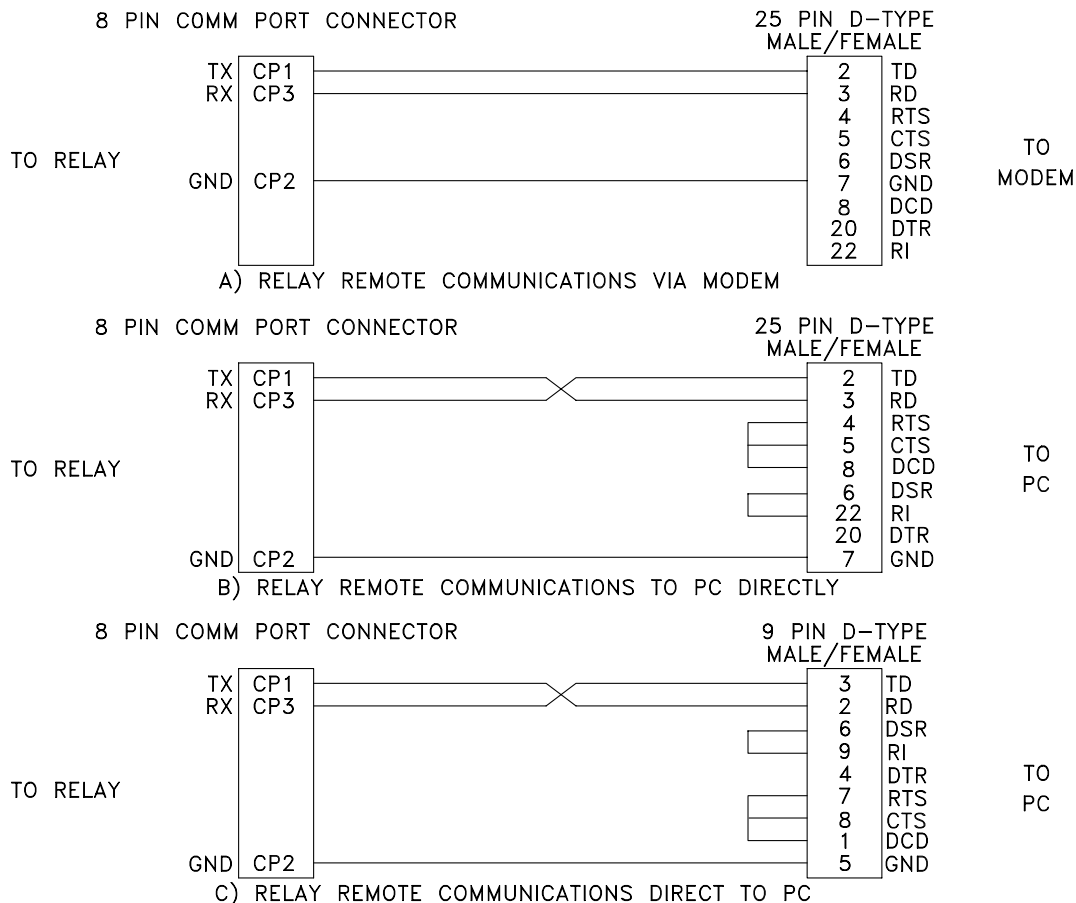 8 PIN COMM PORT CONNECTOR
25 PIN D-TYPE
MALE/FEMALE
TX CP1 2 TD
RX CP3 3 RD
4 RTS
5 CTS
TO RELAY
6 DSR
TO
MODEM
GND CP2 7 GND
8 DCD
20 DTR
22 RI
A) RELAY REMOTE COMMUNICATIONS VIA MODEM
8 PIN COMM PORT CONNECTOR
25 PIN D-TYPE
MALE/FEMALE
TX CP1 2 TD
RX CP3 3 RD
4 RTS
5 CTS
TO RELAY
8 DCD
TO
PC
6 DSR
22 RI
20 DTR
GND CP2 7 GND
B) RELAY REMOTE COMMUNICATIONS TO PC DIRECTLY
8 PIN COMM PORT CONNECTOR
9 PIN D-TYPE
MALE/FEMALE
TX CP1 3 TD
RX CP3 2 RD
6 DSR
9 RI
TO RELAY
4 DTR
TO
PC
7 RTS
8 CTS
1 DCD
GND CP2 5 GND
C) RELAY REMOTE COMMUNICATIONS DIRECT TO PC